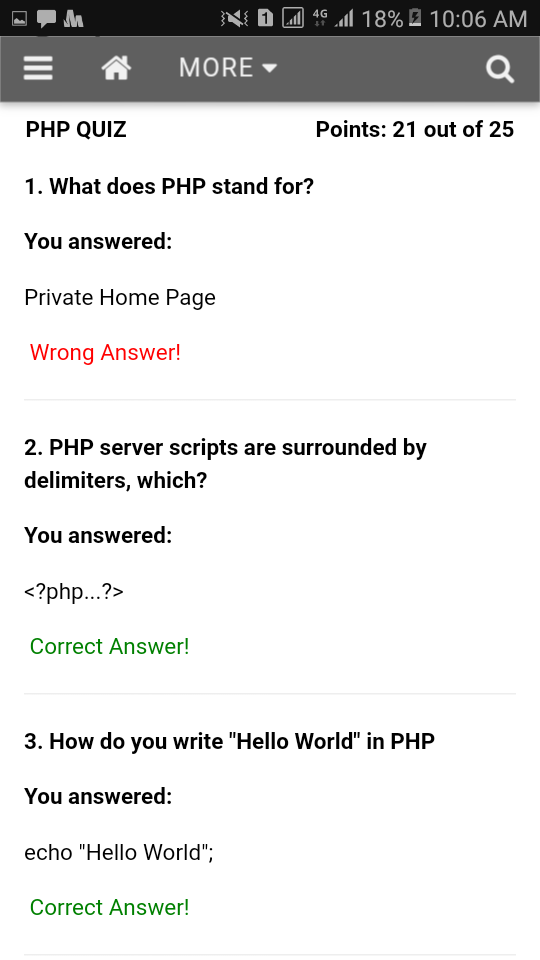 1 4G 18% 10:06 AM
MORE
PHP QUIZ Points: 21 out of 25
1. What does PHP stand for?
You answered:
Private Home Page
Wrong Answer!
2. PHP server scripts are surrounded by
delimiters, which?
You answered:
<?php...?>
Correct Answer!
3. How do you write "Hello World" in PHP
You answered:
echo "Hello World";
Correct Answer!